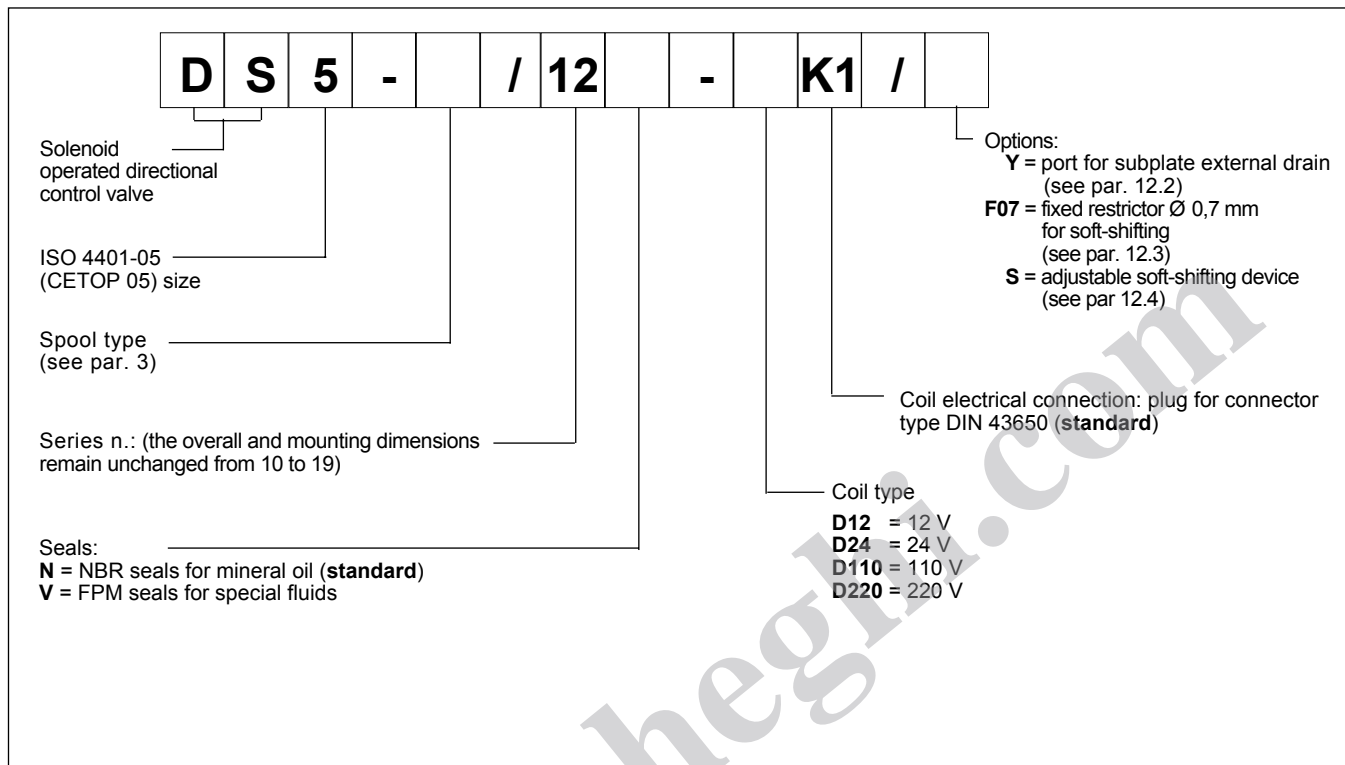 D S 5 - / 12 - K1 /
Solenoid
operated directional
control valve
ISO 4401-05
(CETOP 05) size
Spool type
(see par. 3)
Series n.: (the overall and mounting dimensions
remain unchanged from 10 to 19)
Seals:
N = NBR seals for mineral oil (standard)
V = FPM seals for special fluids
Options:
Y = port for subplate external drain
(see par. 12.2)
F07 = fixed restrictor Ø 0,7 mm
for soft-shifting
(see par. 12.3)
S = adjustable soft-shifting device
(see par 12.4)
Coil electrical connection: plug for connector
type DIN 43650 (standard)
Coil type
D12 = 12 V
D24 = 24 V
D110 = 110 V
D220 = 220 V
heghi.com